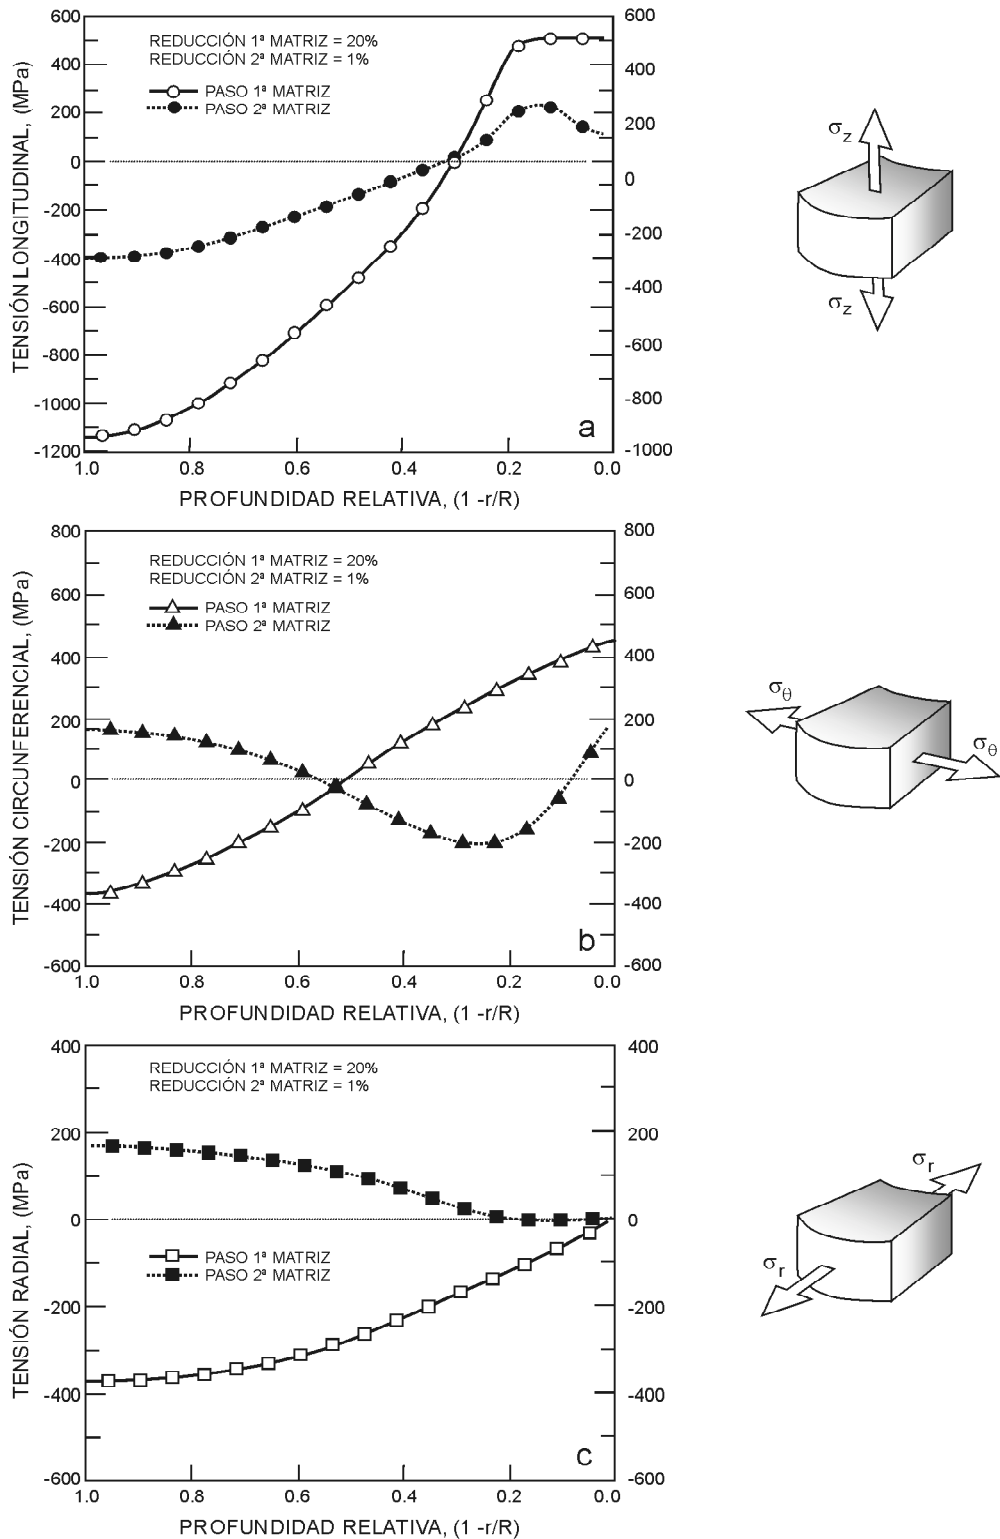 600
400
200
0
-200
-400
-600
-800
-1000
-1200
TENSIÓN LONGITUDINAL, (MPa)
REDUCCIÓN 1ª MATRIZ = 20%
REDUCCIÓN 2ª MATRIZ = 1%
PASO 1ª MATRIZ
PASO 2ª MATRIZ
600
400
200
0
-200
-400
-600
-800
-1000
a
1.0 0.8 0.6 0.4 0.2 0.0
PROFUNDIDAD RELATIVA, (1 -r/R)
σz
σz
800
600
400
200
0
-200
-400
-600
TENSIÓN CIRCUNFERENCIAL, (MPa)
REDUCCIÓN 1ª MATRIZ = 20%
REDUCCIÓN 2ª MATRIZ = 1%
PASO 1ª MATRIZ
PASO 2ª MATRIZ
800
600
400
200
0
-200
-400
-600
b
1.0 0.8 0.6 0.4 0.2 0.0
PROFUNDIDAD RELATIVA, (1 -r/R)
σθ
σθ
400
200
0
-200
-400
-600
TENSIÓN RADIAL, (MPa)
REDUCCIÓN 1ª MATRIZ = 20%
REDUCCIÓN 2ª MATRIZ = 1%
PASO 1ª MATRIZ
PASO 2ª MATRIZ
400
200
0
-200
-400
-600
c
1.0 0.8 0.6 0.4 0.2 0.0
PROFUNDIDAD RELATIVA, (1 -r/R)
σr
σr